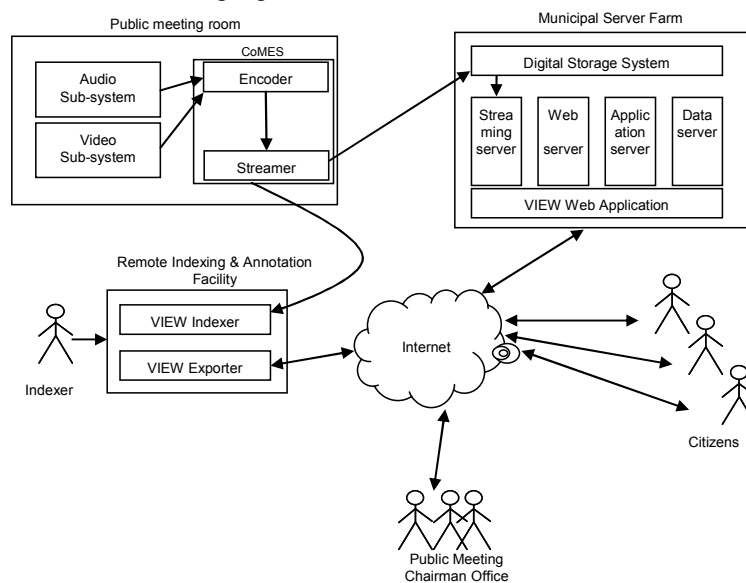 Public meeting room
CoMES
Audio
Sub-system
Video
Sub-system
Encoder
Streamer
Municipal Server Farm
Digital Storage System
Strea
ming
server
Web
server
Applic
ation
server
Data
server
VIEW Web Application
Remote Indexing & Annotation
Facility
VIEW Indexer
VIEW Exporter
Indexer
Internet
Citizens
Public Meeting
Chairman Office